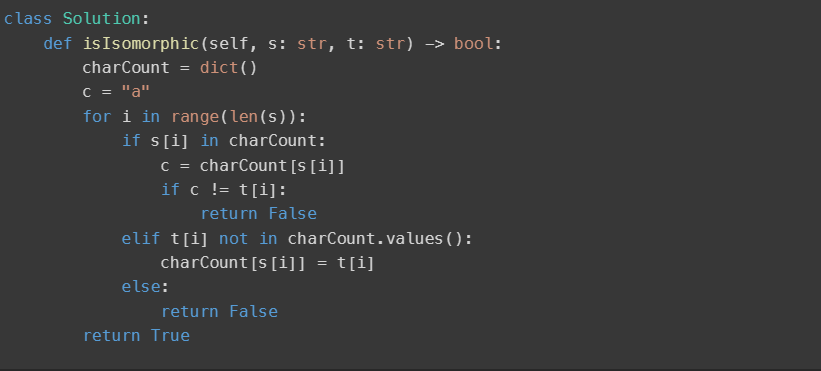 class Solution:
    def isIsomorphic(self, s: str, t: str) -> bool:
        charCount = dict()
        c = "a"
        for i in range(len(s)):
            if s[i] in charCount:
                c = charCount[s[i]]
                if c != t[i]:
                    return False
            elif t[i] not in charCount.values():
                charCount[s[i]] = t[i]
            else:
                return False
        return True